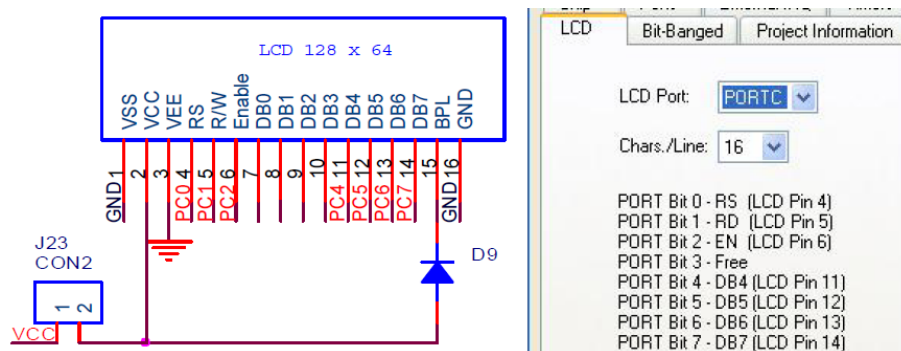 LCD 128 x 64
VSS
VCC
VEE
RS
R/W
Enable
DB0
DB1
DB2
DB3
DB4
DB5
DB6
DB7
BPL
GND
1
2
3
4
5
6
7
8
9
10
11
12
13
14
15
16
GND
PC0
PC1
PC2
PC4
PC5
PC6
PC7
GND
J23
CON2
1
2
VCC
D9
LCD
Bit-Banged
Project Information
LCD Port:
PORTC
Chars./Line:
16
PORT Bit 0 - RS (LCD Pin 4)
PORT Bit 1 - RD (LCD Pin 5)
PORT Bit 2 - EN (LCD Pin 6)
PORT Bit 3 - Free
PORT Bit 4 - DB4 (LCD Pin 11)
PORT Bit 5 - DB5 (LCD Pin 12)
PORT Bit 6 - DB6 (LCD Pin 13)
PORT Bit 7 - DB7 (LCD Pin 14)